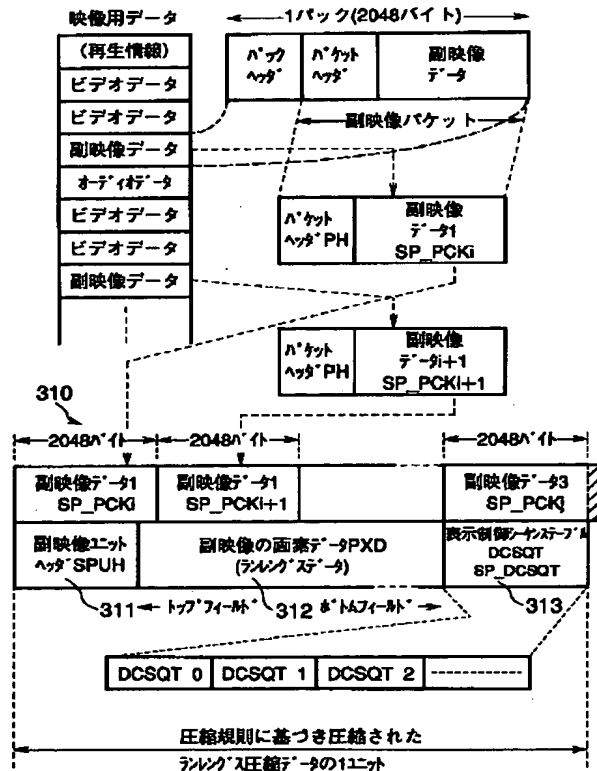 映像用データ
1パック(2048バイト)
(再生情報)
ビデオデータ
ビデオデータ
副映像データ
オーディオデータ
ビデオデータ
ビデオデータ
副映像データ
パック
ヘッダ
パケット
ヘッダ
副映像
データ
副映像パケット
パケット
ヘッダPH
副映像
データ1
SP_PCKi
パケット
ヘッダPH
副映像
データi+1
SP_PCKi+1
310
2048バイト
2048バイト
2048バイト
副映像データ1
SP_PCKi
副映像データ1
SP_PCKi+1
副映像データ3
SP_PCKj
副映像ユニット
ヘッダSPUH
副映像の画素データPXD
(ランレングスデータ)
表示制御シーケンステーブル
DCSQT
SP_DCSQT
311
トップフィールド
312
ボトムフィールド
313
DCSQT 0
DCSQT 1
DCSQT 2
圧縮規則に基づき圧縮された
ランレングス圧縮データの1ユニット